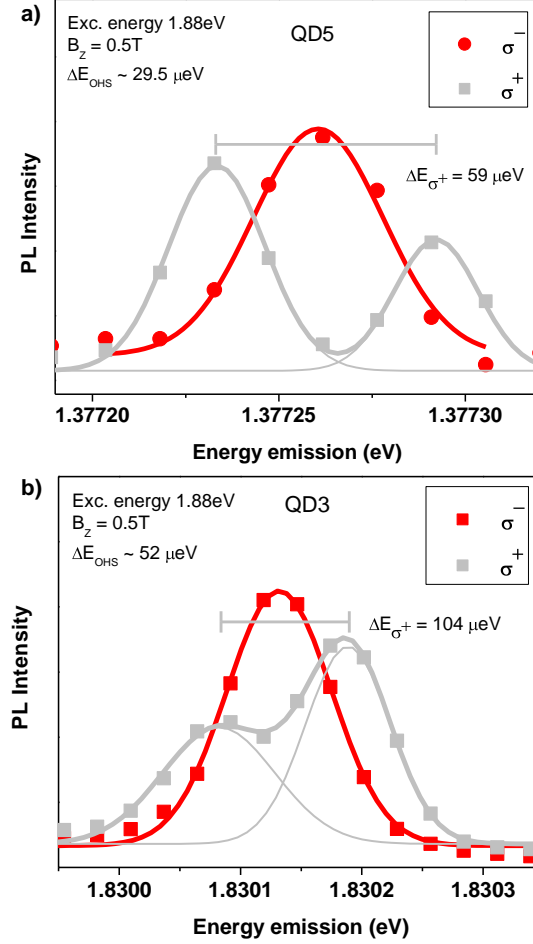 a)
Exc. energy 1.88eV
B_Z = 0.5T
ΔE_OHS ~ 29.5 μeV
QD5
σ⁻
σ⁺
ΔE_σ+ = 59 μeV
PL Intensity
1.37720 1.37725 1.37730
Energy emission (eV)
b)
Exc. energy 1.88eV
B_Z = 0.5T
ΔE_OHS ~ 52 μeV
QD3
σ⁻
σ⁺
ΔE_σ+ = 104 μeV
PL Intensity
1.8300 1.8301 1.8302 1.8303
Energy emission (eV)